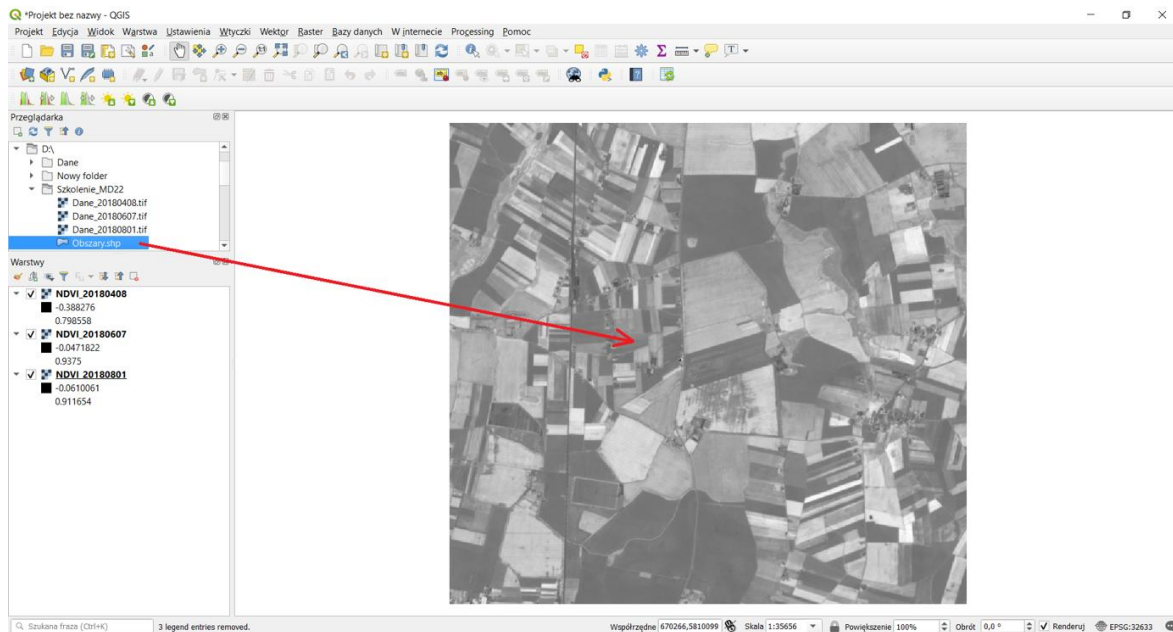 *Projekt bez nazwy - QGIS
Projekt Edycja Widok Warstwa Ustawienia Wtyczki Wektor Raster Bazy danych W internecie Processing Pomoc
Przeglądarka
D:\
Dane
Nowy folder
Szkolenie_MD22
Dane_20180408.tif
Dane_20180607.tif
Dane_20180801.tif
Obszary.shp
Warstwy
NDVI_20180408
-0.388276
0.798558
NDVI_20180607
-0.0471822
0.9375
NDVI_20180801
-0.0610061
0.911654
Szukana fraza (Ctrl+K) 3 legend entries removed. Współrzędne 670266,5810099 Skala 1:35656 Powiększenie 100% Obrót 0,0 ° Renderuj EPSG:32633